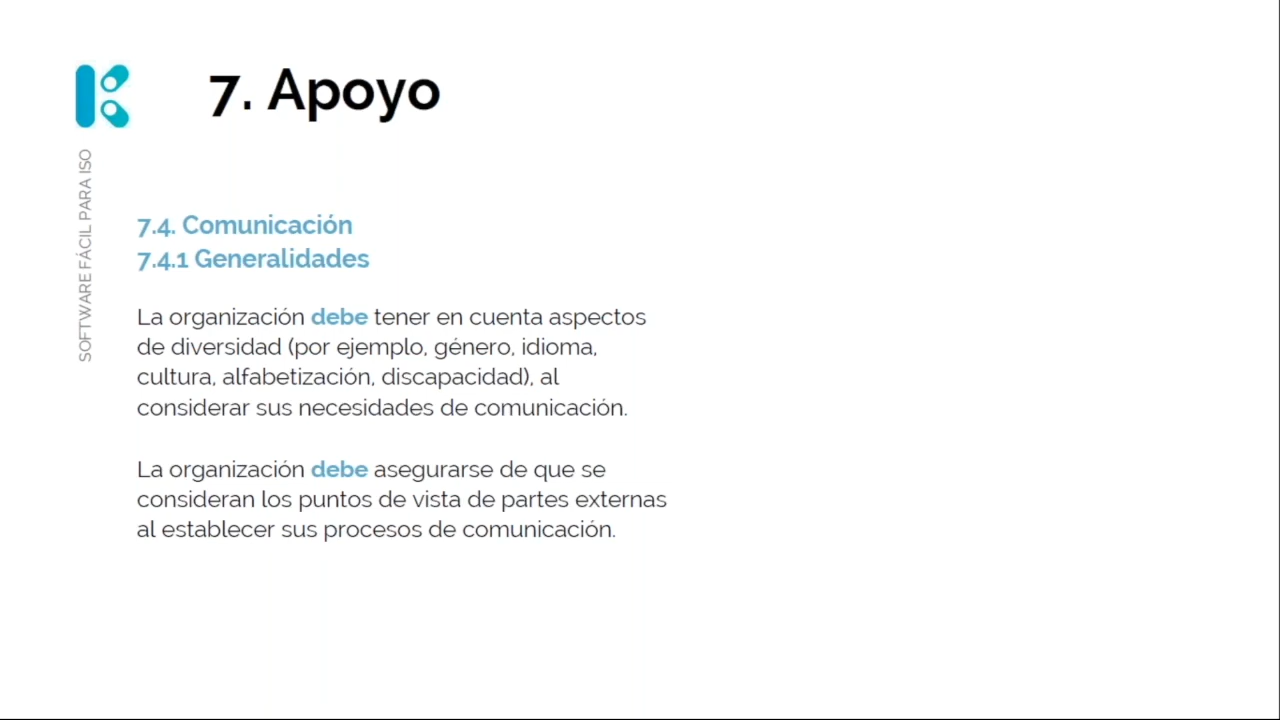 7. Apoyo
SOFTWARE FÁCIL PARA ISO
7.4. Comunicación
7.4.1 Generalidades
La organización debe tener en cuenta aspectos
de diversidad (por ejemplo, género, idioma,
cultura, alfabetización, discapacidad), al
considerar sus necesidades de comunicación.
La organización debe asegurarse de que se
consideran los puntos de vista de partes externas
al establecer sus procesos de comunicación.